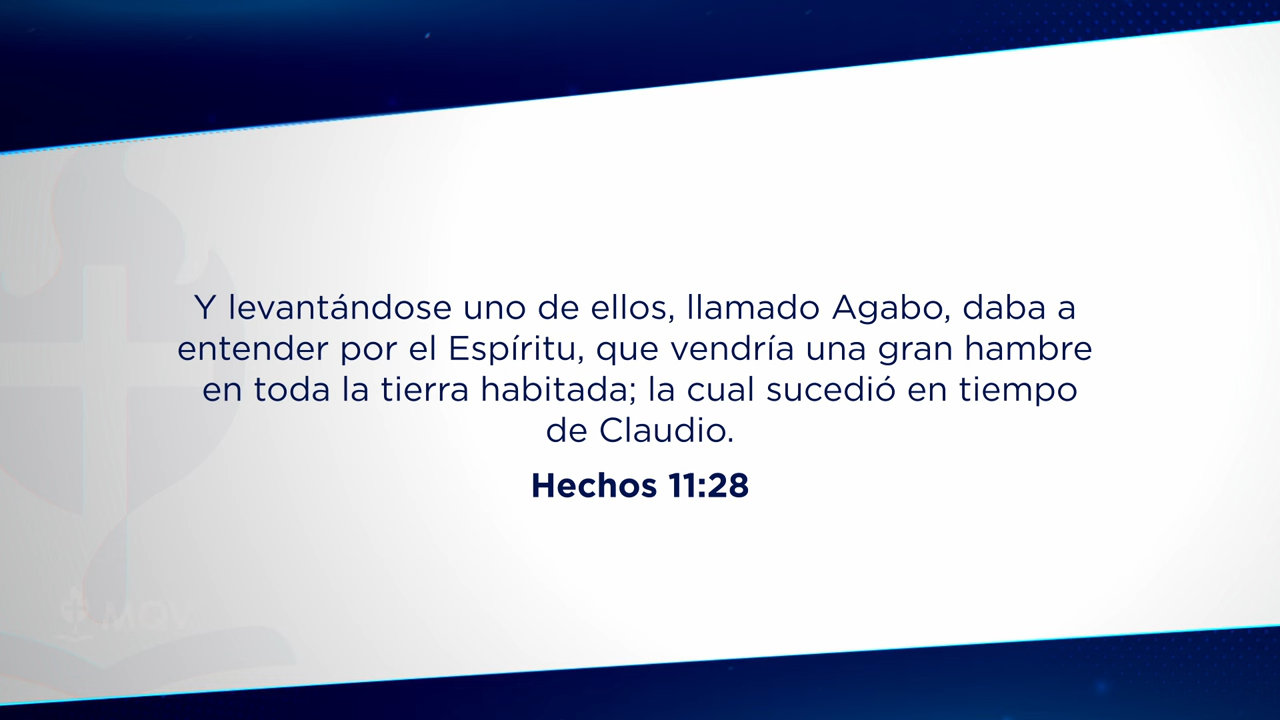 Y levantándose uno de ellos, llamado Agabo, daba a
entender por el Espíritu, que vendría una gran hambre
en toda la tierra habitada; la cual sucedió en tiempo
de Claudio.
Hechos 11:28